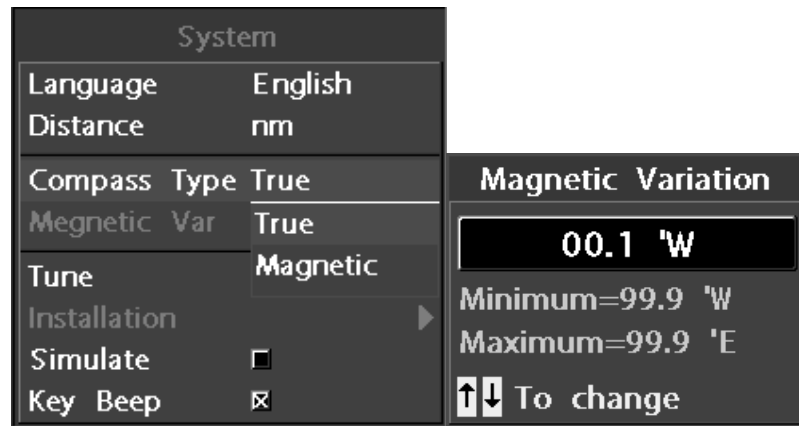 System
Language English
Distance nm
Compass Type True
Megnetic Var True
Magnetic
Tune
Installation
Simulate
Key Beep
Magnetic Variation
00.1 'W
Minimum=99.9 'W
Maximum=99.9 'E
↑↓ To change